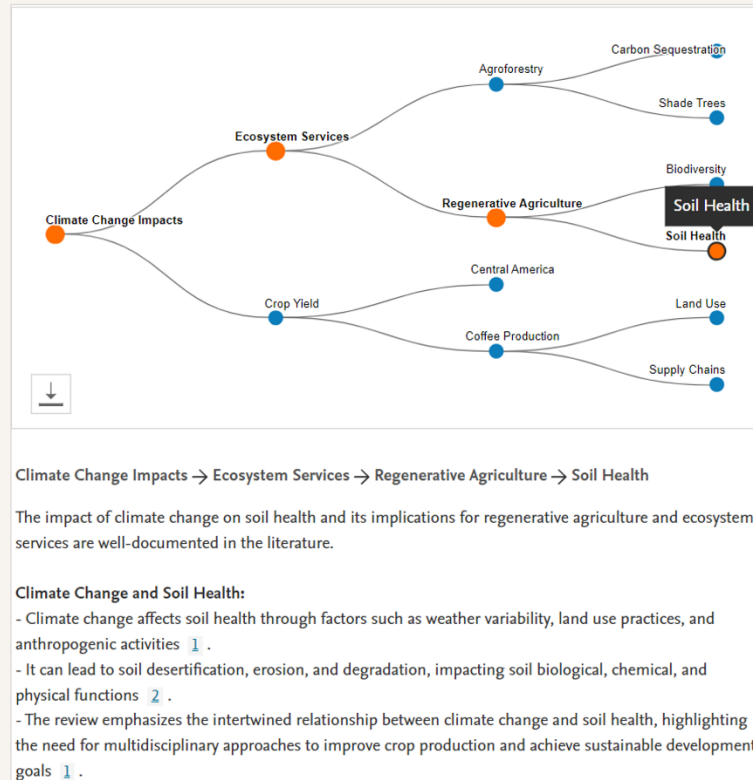 Carbon Sequestration
Agroforestry
Shade Trees
Ecosystem Services
Biodiversity
Regenerative Agriculture
Soil Health
Climate Change Impacts
Soil Health
Central America
Crop Yield
Land Use
Coffee Production
Supply Chains
Climate Change Impacts → Ecosystem Services → Regenerative Agriculture → Soil Health
The impact of climate change on soil health and its implications for regenerative agriculture and ecosystem
services are well-documented in the literature.
Climate Change and Soil Health:
- Climate change affects soil health through factors such as weather variability, land use practices, and
anthropogenic activities 1 .
- It can lead to soil desertification, erosion, and degradation, impacting soil biological, chemical, and
physical functions 2 .
- The review emphasizes the intertwined relationship between climate change and soil health, highlighting
the need for multidisciplinary approaches to improve crop production and achieve sustainable development
goals 1 .